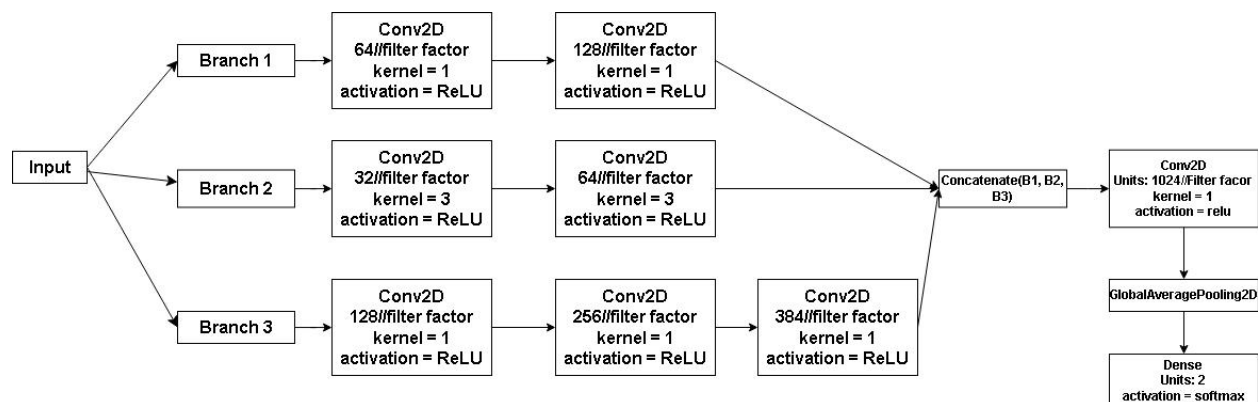 Input
Branch 1
Conv2D
64//filter factor
kernel = 1
activation = ReLU
Conv2D
128//filter factor
kernel = 1
activation = ReLU
Branch 2
Conv2D
32//filter factor
kernel = 3
activation = ReLU
Conv2D
64//filter factor
kernel = 3
activation = ReLU
Branch 3
Conv2D
128//filter factor
kernel = 1
activation = ReLU
Conv2D
256//filter factor
kernel = 1
activation = ReLU
Conv2D
384//filter factor
kernel = 1
activation = ReLU
Concatenate(B1, B2,
B3)
Conv2D
Units: 1024//Filter facor
kernel = 1
activation = relu
GlobalAveragePooling2D
Dense
Units: 2
activation = softmax